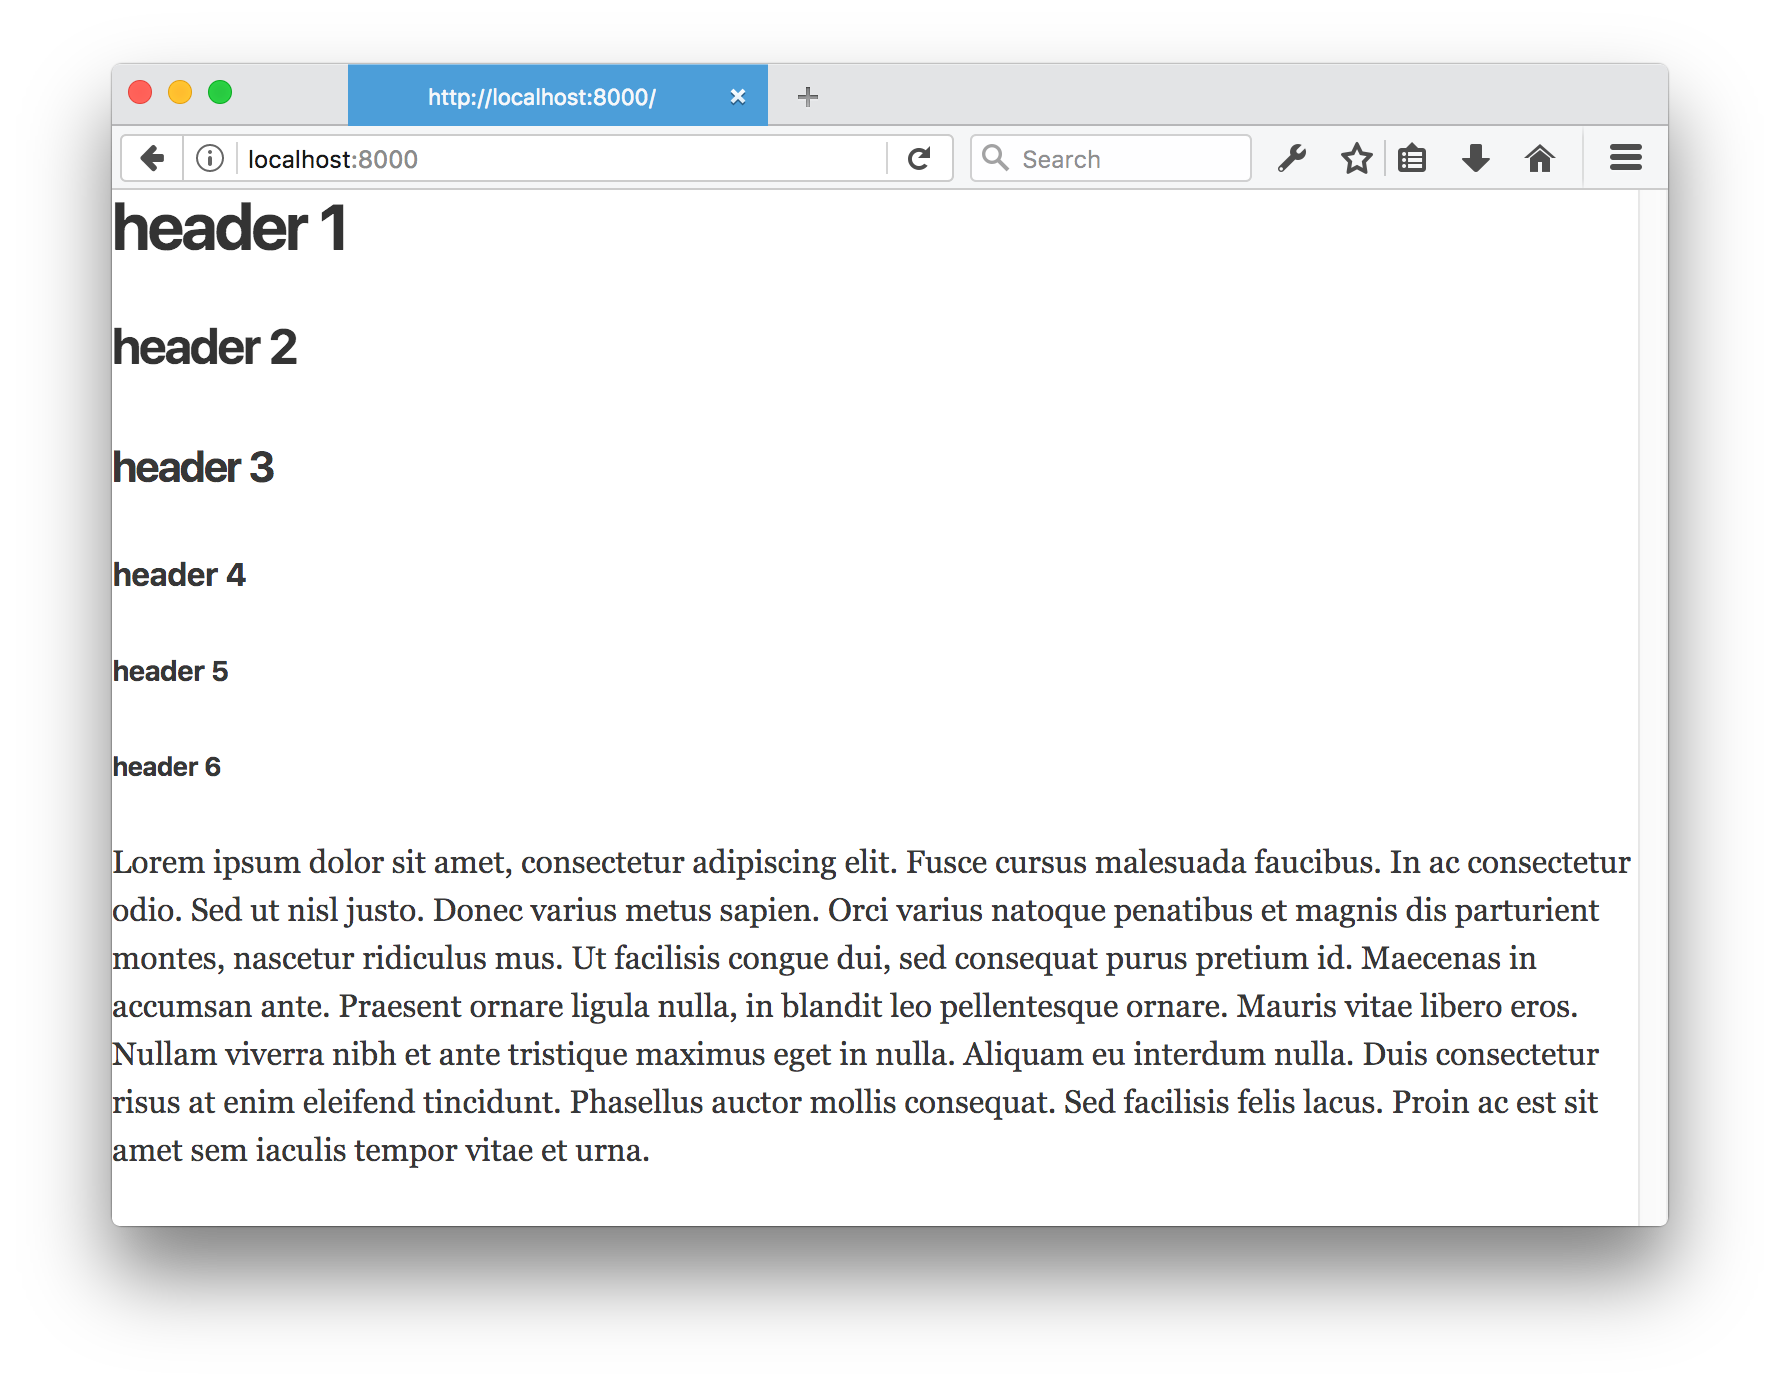 http://localhost:8000/
localhost:8000
Search
header 1
header 2
header 3
header 4
header 5
header 6
Lorem ipsum dolor sit amet, consectetur adipiscing elit. Fusce cursus malesuada faucibus. In ac consectetur
odio. Sed ut nisl justo. Donec varius metus sapien. Orci varius natoque penatibus et magnis dis parturient
montes, nascetur ridiculus mus. Ut facilisis congue dui, sed consequat purus pretium id. Maecenas in
accumsan ante. Praesent ornare ligula nulla, in blandit leo pellentesque ornare. Mauris vitae libero eros.
Nullam viverra nibh et ante tristique maximus eget in nulla. Aliquam eu interdum nulla. Duis consectetur
risus at enim eleifend tincidunt. Phasellus auctor mollis consequat. Sed facilisis felis lacus. Proin ac est sit
amet sem iaculis tempor vitae et urna.